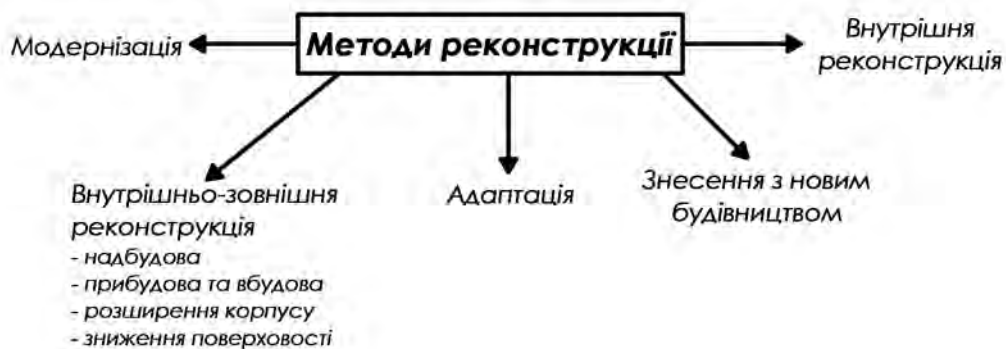 Методи реконструкції
Модернізація
Внутрішня
реконструкція
Внутрішньо-зовнішня
реконструкція
- надбудова
- прибудова та вбудова
- розширення корпусу
- зниження поверховості
Адаптація
Знесення з новим
будівництвом